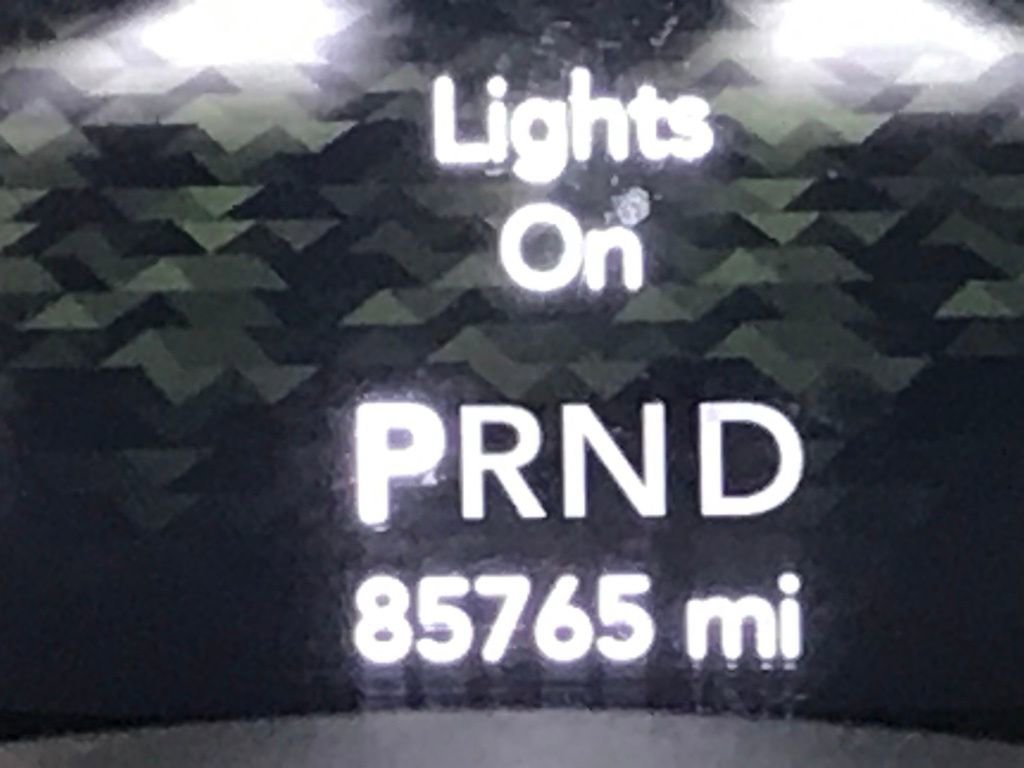 Lights
On
PRND
85765 mi